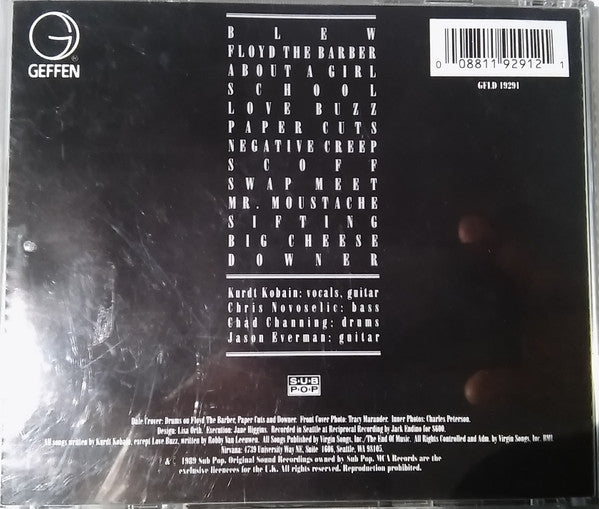 GEFFEN
B L E W
FLOYD THE BARBER
ABOUT A GIRL
S C H O O L
LOVE BUZZ
PAPER CUTS
NEGATIVE CREEP
S C O F F
SWAP MEET
MR. MOUSTACHE
SIFTING
BIG CHEESE
DOWNER
0 08811 92912 1
GFLD 19291
Kurdt Kobain: vocals, guitar
Chris Novoselic: bass
Chad Channing: drums
Jason Everman: guitar
SUB
POP
Dale Crover: Drums on Floyd The Barber, Paper Cuts and Downer. Front Cover Photo: Tracy Marander. Inner Photos: Charles Peterson.
Design: Lisa Orth. Execution: Jane Higgins. Recorded in Seattle at Reciprocal Recording by Jack Endino for $600.
All songs written by Kurdt Kobain, except Love Buzz, written by Robby Van Leeuwen. All Songs Published by Virgin Songs, Inc./The End Of Music. All Rights Controlled and Adm. by Virgin Songs, Inc. BMI
Nirvana: 4739 University Way NE, Suite 1606, Seattle, WA 98105.
& 1989 Sub Pop. Original Sound Recordings owned by Sub Pop. MCA Records are the
exclusive licencees for the U.K. All rights reserved. Reproduction prohibited.